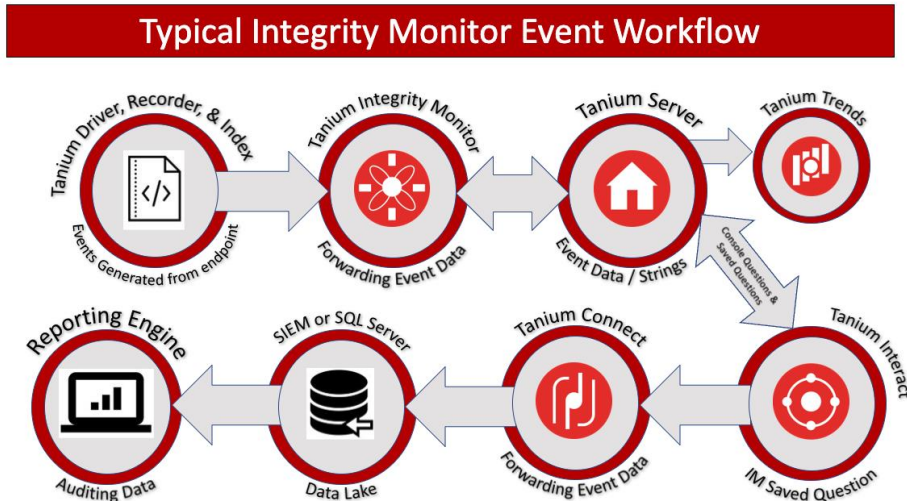 Typical Integrity Monitor Event Workflow
Tanium Driver, Recorder, & Index
</>
Events Generated from endpoint
Tanium Integrity Monitor
Forwarding Event Data
Tanium Server
Event Data / Strings
Tanium Trends
Console Questions &
Saved Questions
Reporting Engine
Auditing Data
SIEM or SQL Server
Data Lake
Tanium Connect
Forwarding Event Data
Tanium Interact
IM Saved Question